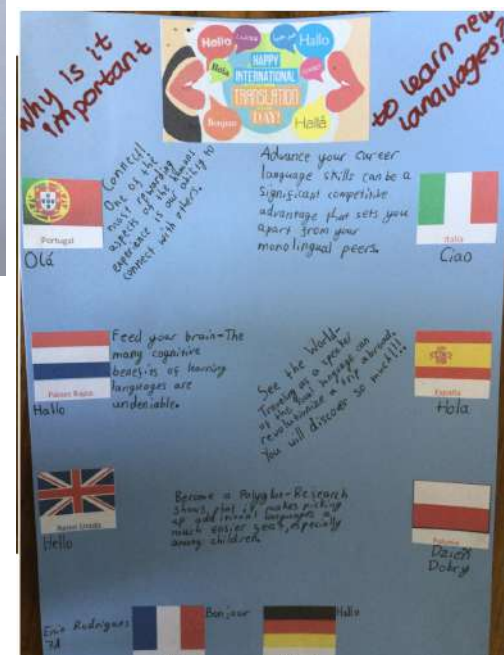 Why is it
important
to learn new
languages?
Hello
Hallo
Hola
HAPPY
INTERNATIONAL
TRANSLATION
DAY!
Bonjour
Hallå
Portugal
Olá
Connect!
One of the
most rewarding
aspects of the human
experience is our ability to
connect with others.
Advance your career
language skills can be a
significant competitive
advantage that sets you
apart from your
monolingual peers.
Italia
Ciao
Países Bajos
Hallo
Feed your brain-The
many cognitive
benefits of learning
languages are
undeniable.
See the World-
Traveling as a speaker
of the local language can
revolutionize a trip abroad.
You will discover so much!!!
España
Hola
Reino Unido
Hello
Become a Polyglot-Research
shows, that it makes picking
up additional languages a
much easier, especially
among children.
Polonia
Dzień
Dobry
Rodrigues
7A
Bonjour
Hallo